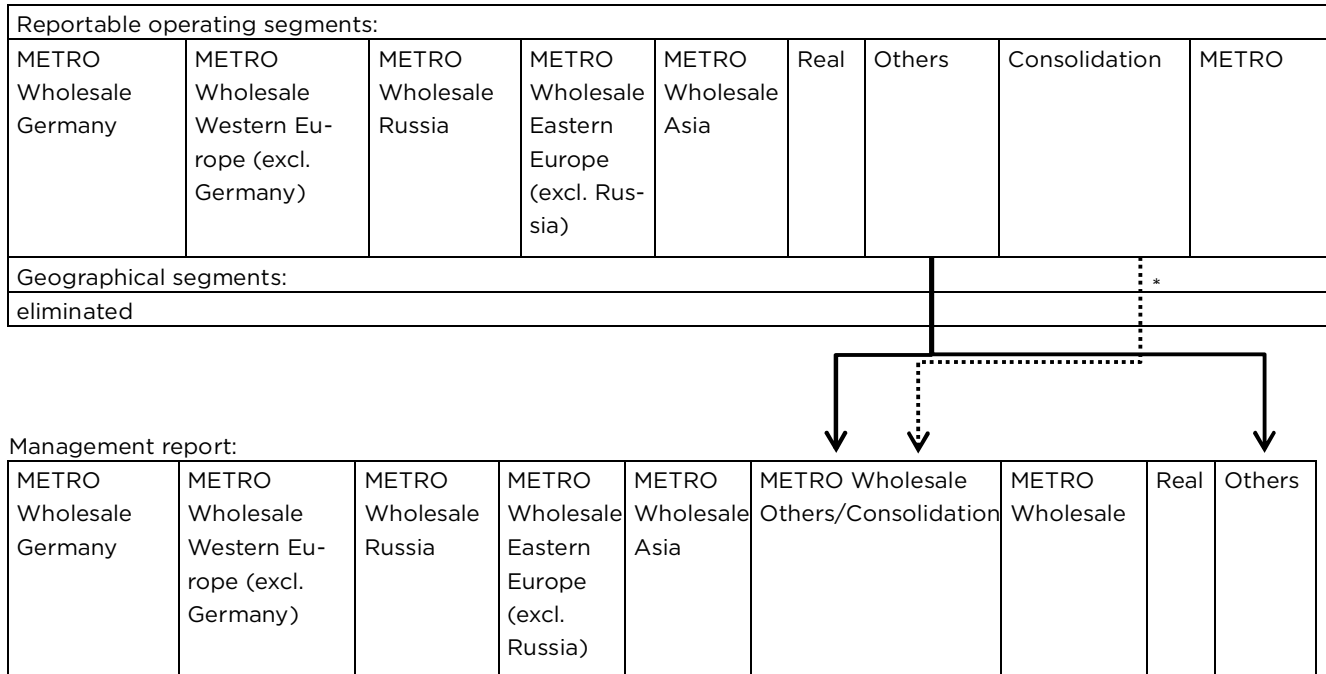 Reportable operating segments:
METRO
Wholesale
Germany
METRO
Wholesale
Western Eu-
rope (excl.
Germany)
METRO
Wholesale
Russia
METRO
Wholesale
Eastern
Europe
(excl. Rus-
sia)
METRO
Wholesale
Asia
Real
Others
Consolidation
METRO
Geographical segments:
*
eliminated
Management report:
METRO
Wholesale
Germany
METRO
Wholesale
Western Eu-
rope (excl.
Germany)
METRO
Wholesale
Russia
METRO
Wholesale
Eastern
Europe
(excl.
Russia)
METRO
Wholesale
Asia
METRO Wholesale
Others/Consolidation
METRO
Wholesale
Real
Others